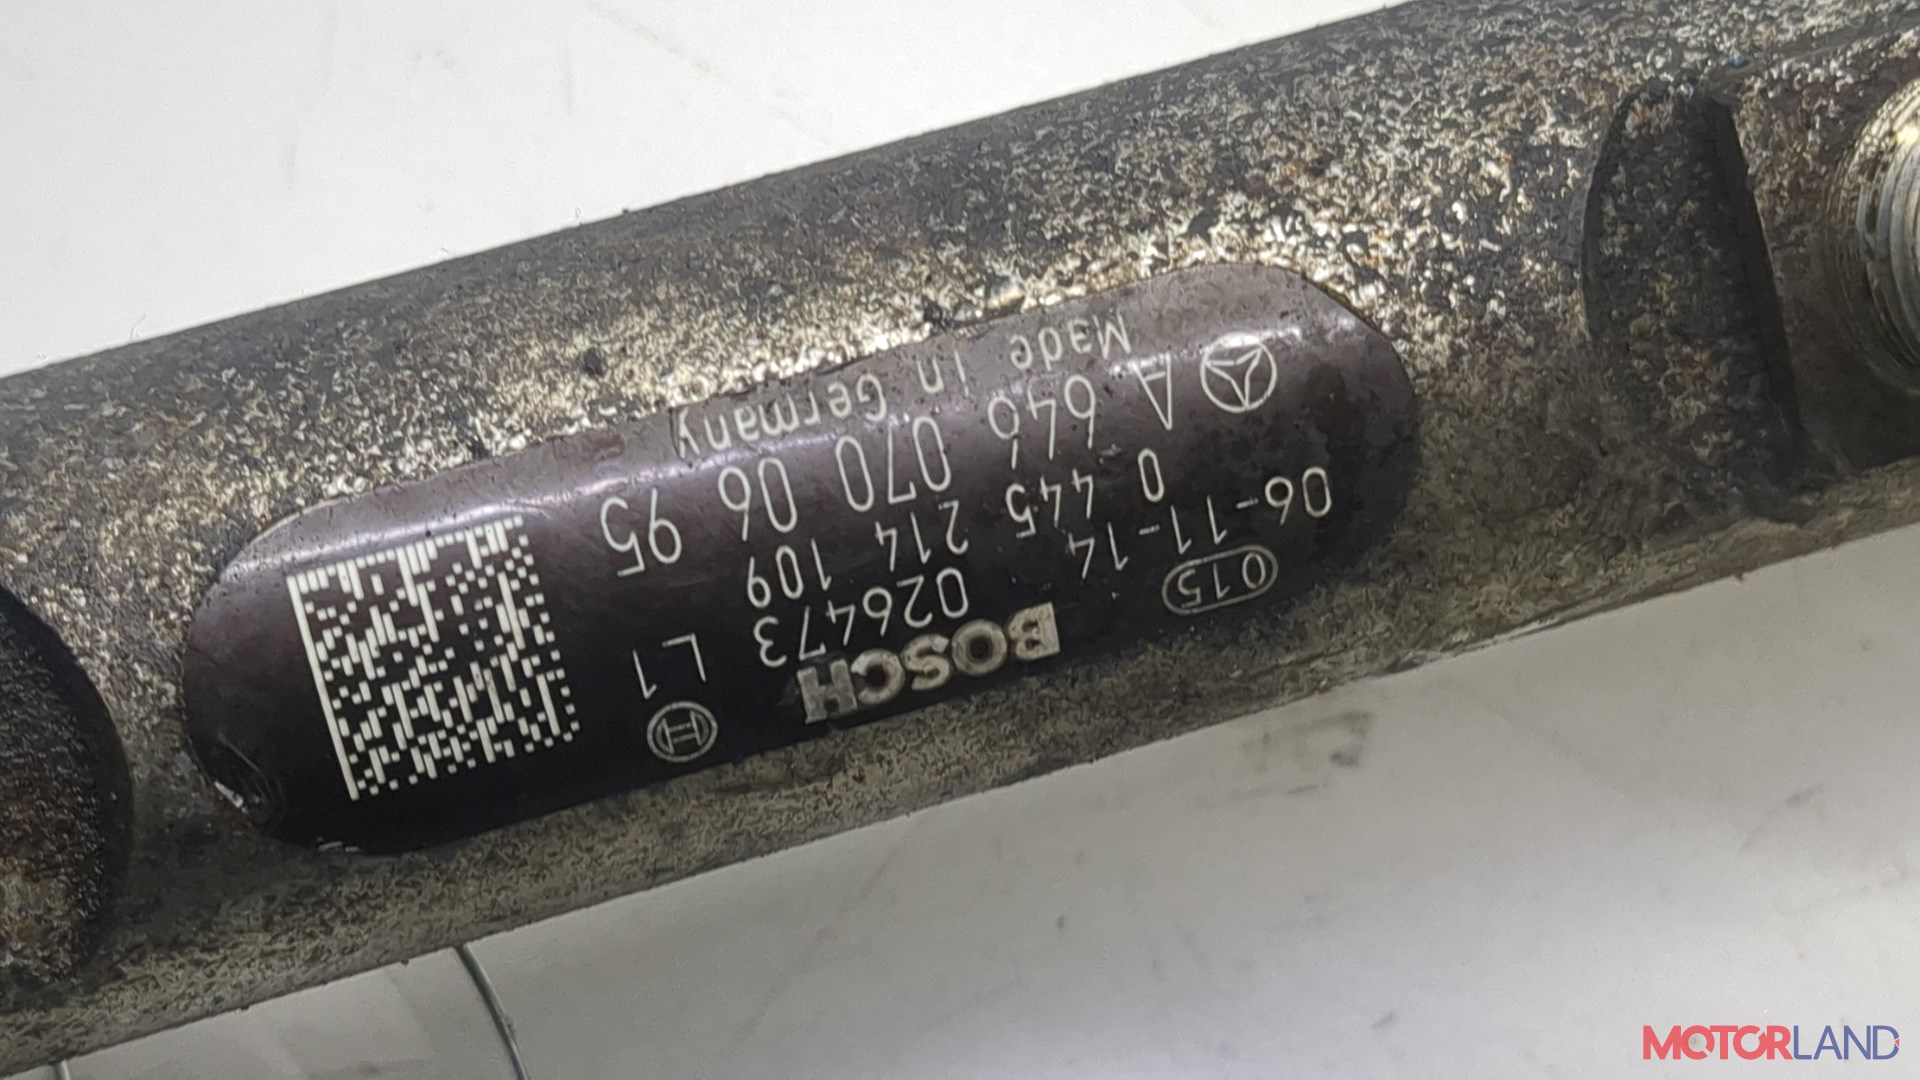 015
BOSCH
06-11-14 026473 L1
0 445 214 109
A 646 070 06 95
Made in Germany
MOTORLAND